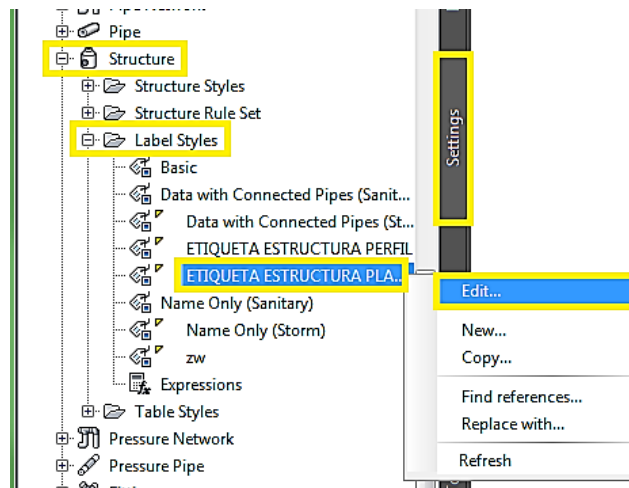 Pipe
Structure
Structure Styles
Structure Rule Set
Label Styles
Basic
Data with Connected Pipes (Sanit...
Data with Connected Pipes (St...
ETIQUETA ESTRUCTURA PERFIL
ETIQUETA ESTRUCTURA PLA...
Name Only (Sanitary)
Name Only (Storm)
zw
Expressions
Table Styles
Pressure Network
Pressure Pipe
Settings
Edit...
New...
Copy...
Find references...
Replace with...
Refresh